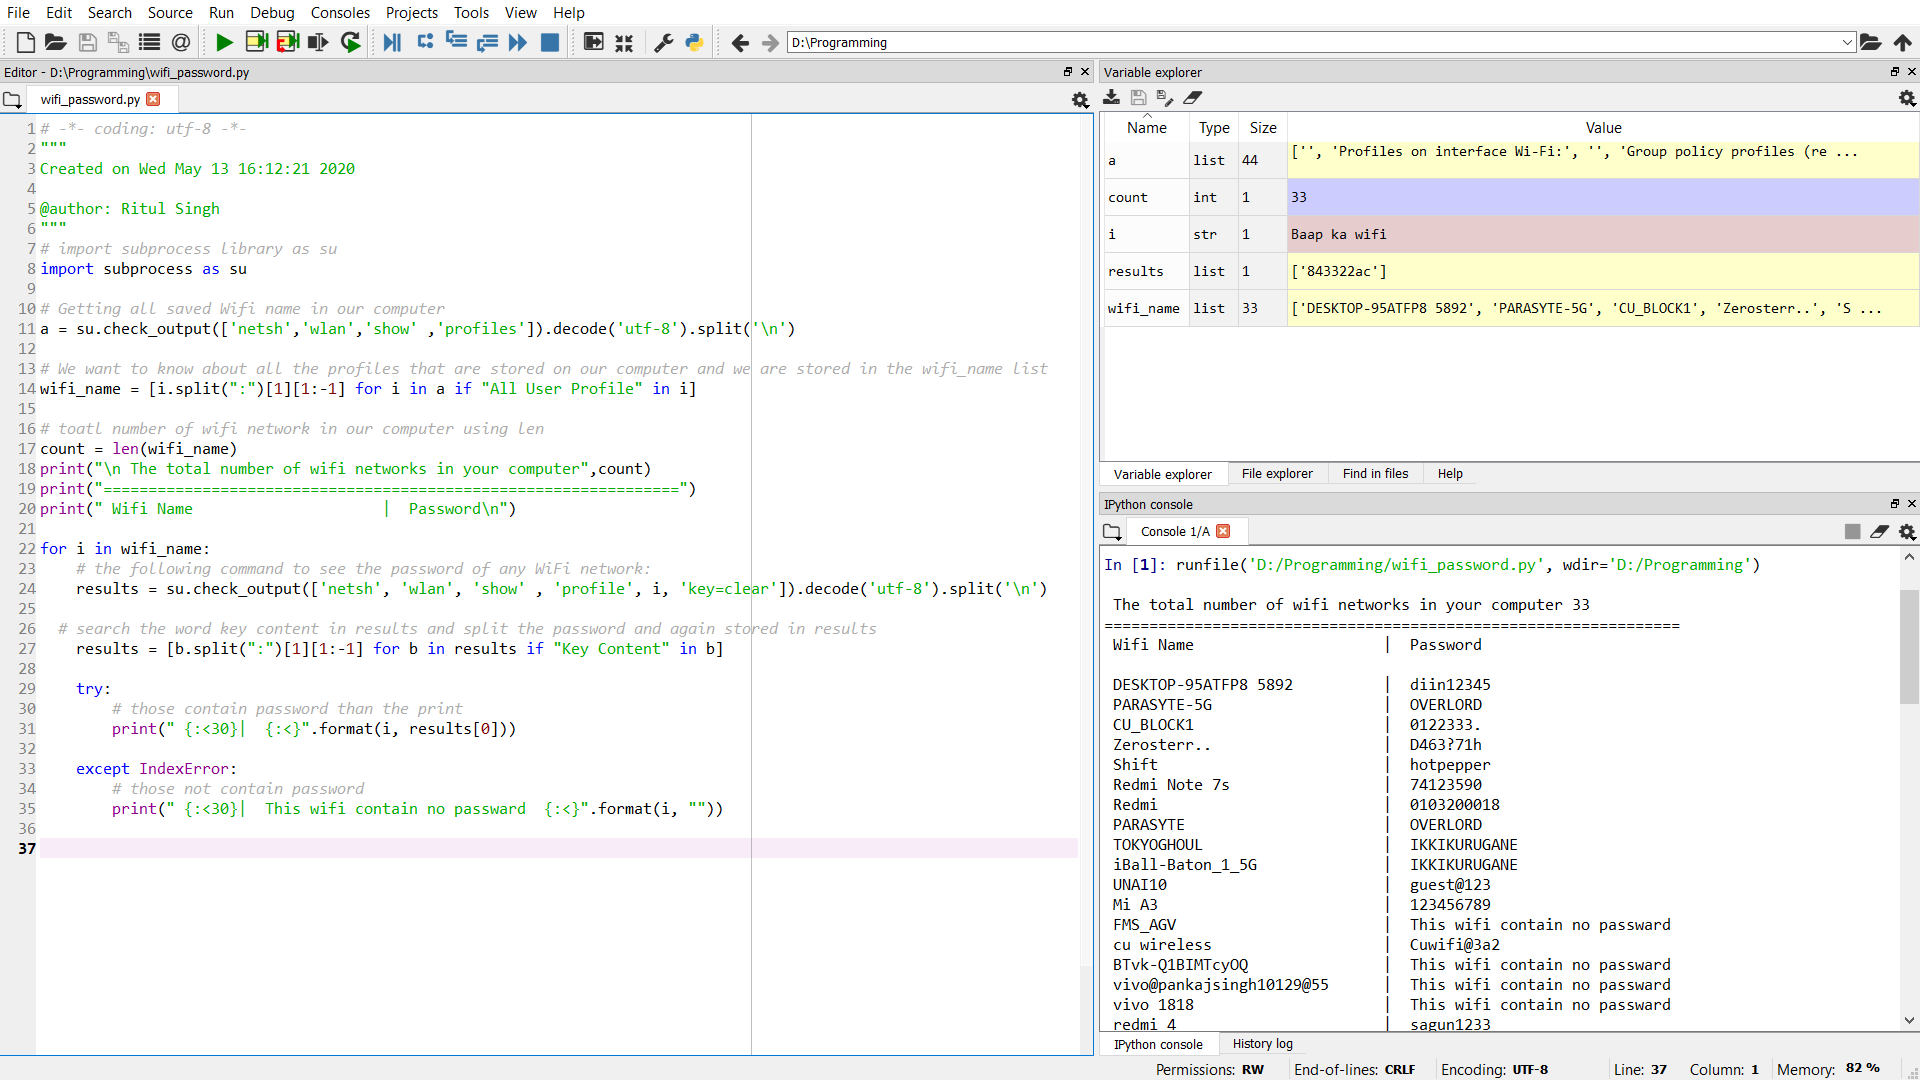 File Edit Search Source Run Debug Consoles Projects Tools View Help
D:\Programming
Editor - D:\Programming\wifi_password.py
wifi_password.py
1 # -*- coding: utf-8 -*-
2 """
3 Created on Wed May 13 16:12:21 2020
4
5 @author: Ritul Singh
6 """
7 # import subprocess library as su
8 import subprocess as su
9
10 # Getting all saved Wifi name in our computer
11 a = su.check_output(['netsh','wlan','show' ,'profiles']).decode('utf-8').split('\n')
12
13 # We want to know about all the profiles that are stored on our computer and we are stored in the wifi_name list
14 wifi_name = [i.split(":")[1][1:-1] for i in a if "All User Profile" in i]
15
16 # toatl number of wifi network in our computer using len
17 count = len(wifi_name)
18 print("\n The total number of wifi networks in your computer",count)
19 print("================================================================")
20 print(" Wifi Name                     |  Password\n")
21
22 for i in wifi_name:
23     # the following command to see the password of any WiFi network:
24     results = su.check_output(['netsh', 'wlan', 'show' , 'profile', i, 'key=clear']).decode('utf-8').split('\n')
25
26   # search the word key content in results and split the password and again stored in results
27     results = [b.split(":")[1][1:-1] for b in results if "Key Content" in b]
28
29     try:
30         # those contain password than the print
31         print(" {:<30}|  {:<}".format(i, results[0]))
32
33     except IndexError:
34         # those not contain password
35         print(" {:<30}|  This wifi contain no passward  {:<}".format(i, ""))
36
37
Variable explorer
Name Type Size Value
a list 44 ['', 'Profiles on interface Wi-Fi:', '', 'Group policy profiles (re ...
count int 1 33
i str 1 Baap ka wifi
results list 1 ['843322ac']
wifi_name list 33 ['DESKTOP-95ATFP8 5892', 'PARASYTE-5G', 'CU_BLOCK1', 'Zerosterr..', 'S ...
Variable explorer File explorer Find in files Help
IPython console
Console 1/A
In [1]: runfile('D:/Programming/wifi_password.py', wdir='D:/Programming')
The total number of wifi networks in your computer 33
================================================================
Wifi Name | Password
DESKTOP-95ATFP8 5892 | diin12345
PARASYTE-5G | OVERLORD
CU_BLOCK1 | 0122333.
Zerosterr.. | D463?71h
Shift | hotpepper
Redmi Note 7s | 74123590
Redmi | 0103200018
PARASYTE | OVERLORD
TOKYOGHOUL | IKKIKURUGANE
iBall-Baton_1_5G | IKKIKURUGANE
UNAI10 | guest@123
Mi A3 | 123456789
FMS_AGV | This wifi contain no passward
cu wireless | Cuwifi@3a2
BTvk-Q1BIMTcyOQ | This wifi contain no passward
vivo@pankajsingh10129@55 | This wifi contain no passward
vivo 1818 | This wifi contain no passward
redmi 4 | sagun1233
IPython console History log
Permissions: RW End-of-lines: CRLF Encoding: UTF-8 Line: 37 Column: 1 Memory: 82 %